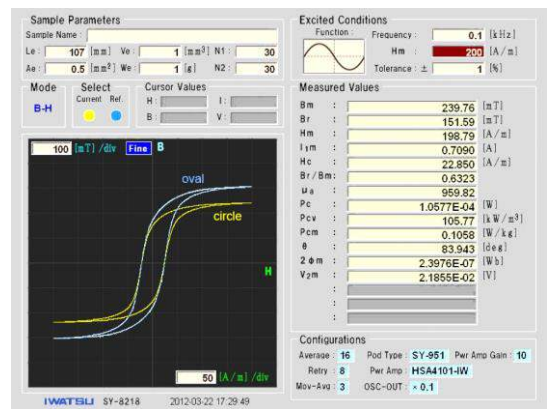 Sample Parameters
Sample Name :
Le : 107 [mm] Ve : 1 [mm³] N1 : 30
Ae : 0.5 [mm²] We : 1 [g] N2 : 30
Mode
B-H
Select
Current Ref.
Cursor Values
H : I :
B : V :
Excited Conditions
Function :
Frequency : 0.1 [kHz]
Hm : 200 [A/m]
Tolerance : ± 1 [%]
Measured Values
Bm : 239.76 [mT]
Br : 151.59 [mT]
Hm : 198.79 [A/m]
I1m : 0.7090 [A]
Hc : 22.850 [A/m]
Br/Bm : 0.6323
μa : 959.82
Pc : 1.0577E-04 [W]
Pcv : 105.77 [kW/m³]
Pcm : 0.1058 [W/kg]
θ : 83.943 [deg]
2φm : 2.3976E-07 [Wb]
V2m : 2.1855E-02 [V]
:
:
:
100 [mT]/div Fine B
oval
circle
H
50 [A/m]/div
Configurations
Average : 16 Pod Type : SY-951 Pwr Amp Gain : 10
Retry : 8 Pwr Amp : HSA4101-IW
Mov-Avg : 3 OSC-OUT : × 0.1
IWATSU SY-8218 2012-03-22 17:29:49